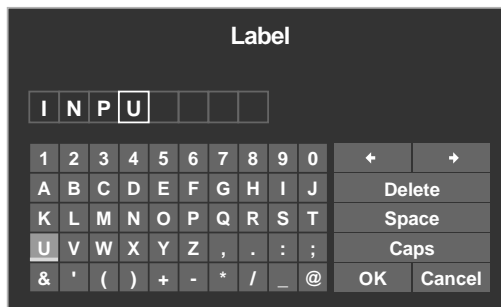 Label
I N P U
1 2 3 4 5 6 7 8 9 0
A B C D E F G H I J Delete
K L M N O P Q R S T Space
U V W X Y Z , . : ; Caps
& ' ( ) + - * / _ @ OK Cancel